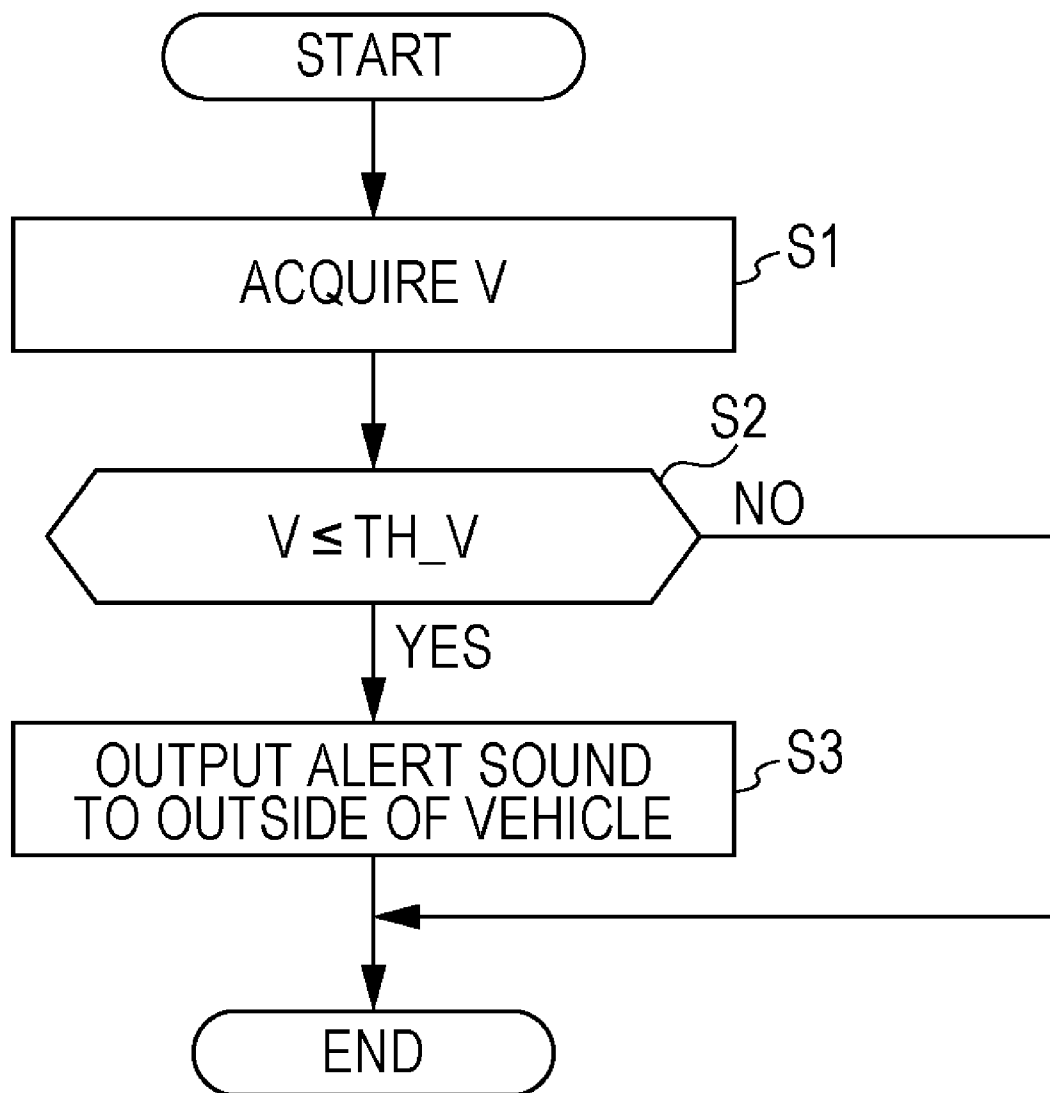 START
ACQUIRE V
S1
S2
V ≤ TH_V
NO
YES
OUTPUT ALERT SOUND
TO OUTSIDE OF VEHICLE
S3
END